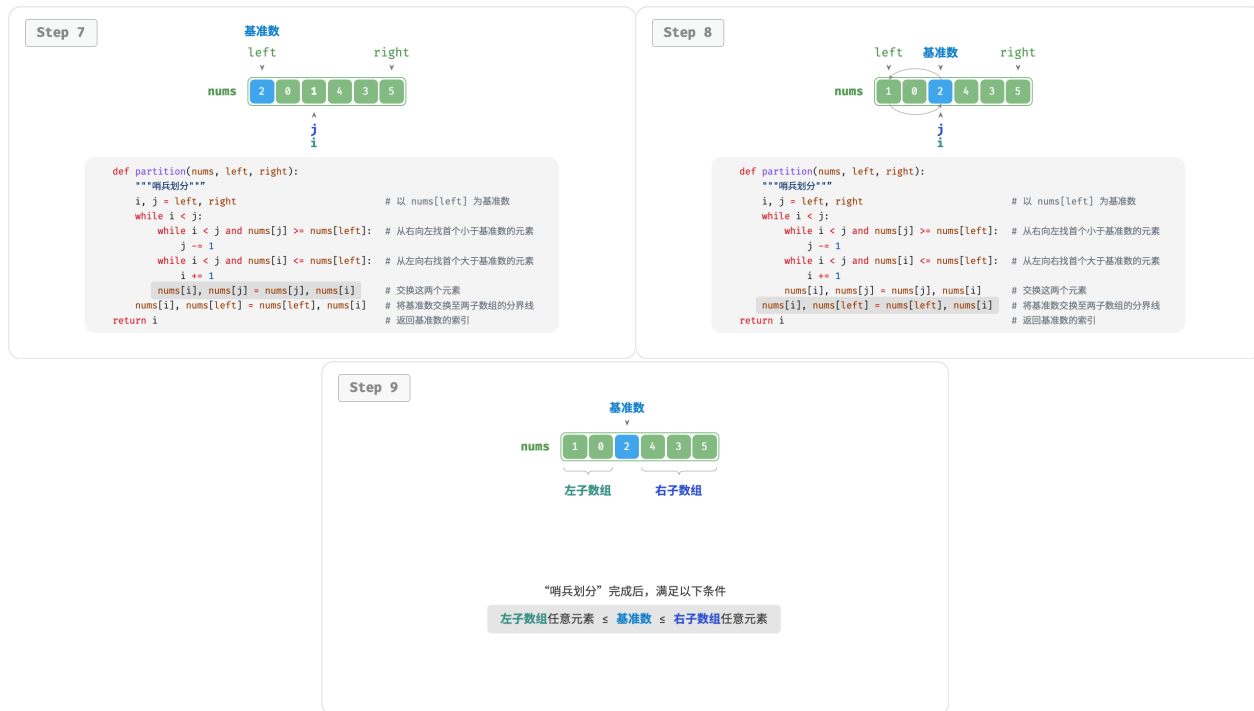 Step 7
基准数
left right
nums 2 0 1 4 3 5
j
i
def partition(nums, left, right):
"""哨兵划分"""
i, j = left, right # 以 nums[left] 为基准数
while i < j:
while i < j and nums[j] >= nums[left]: # 从右向左找首个小于基准数的元素
j -= 1
while i < j and nums[i] <= nums[left]: # 从左向右找首个大于基准数的元素
i += 1
nums[i], nums[j] = nums[j], nums[i] # 交换这两个元素
nums[i], nums[left] = nums[left], nums[i] # 将基准数交换至两子数组的分界线
return i # 返回基准数的索引
Step 8
left 基准数 right
nums 1 0 2 4 3 5
j
i
def partition(nums, left, right):
"""哨兵划分"""
i, j = left, right # 以 nums[left] 为基准数
while i < j:
while i < j and nums[j] >= nums[left]: # 从右向左找首个小于基准数的元素
j -= 1
while i < j and nums[i] <= nums[left]: # 从左向右找首个大于基准数的元素
i += 1
nums[i], nums[j] = nums[j], nums[i] # 交换这两个元素
nums[i], nums[left] = nums[left], nums[i] # 将基准数交换至两子数组的分界线
return i # 返回基准数的索引
Step 9
基准数
nums 1 0 2 4 3 5
左子数组 右子数组
“哨兵划分”完成后，满足以下条件
左子数组任意元素 ≤ 基准数 ≤ 右子数组任意元素